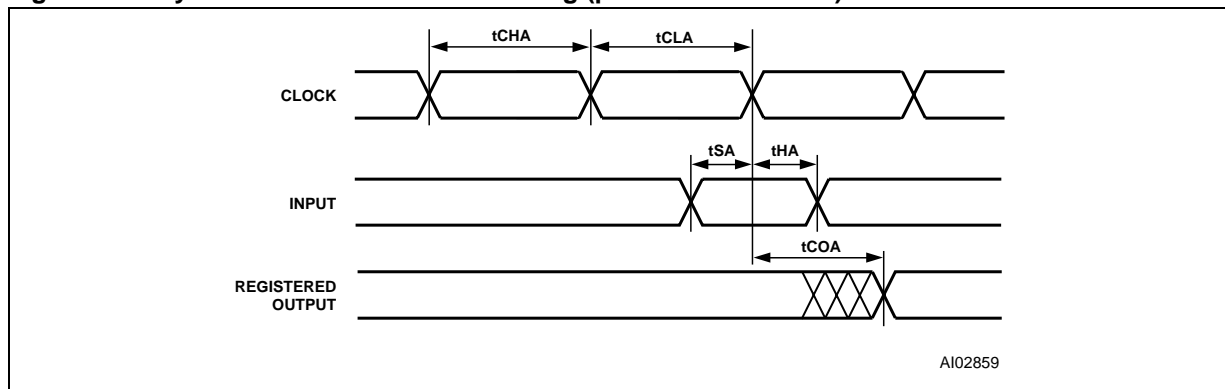 tCHA tCLA
CLOCK
tSA tHA
INPUT
tCOA
REGISTERED
OUTPUT
AI02859